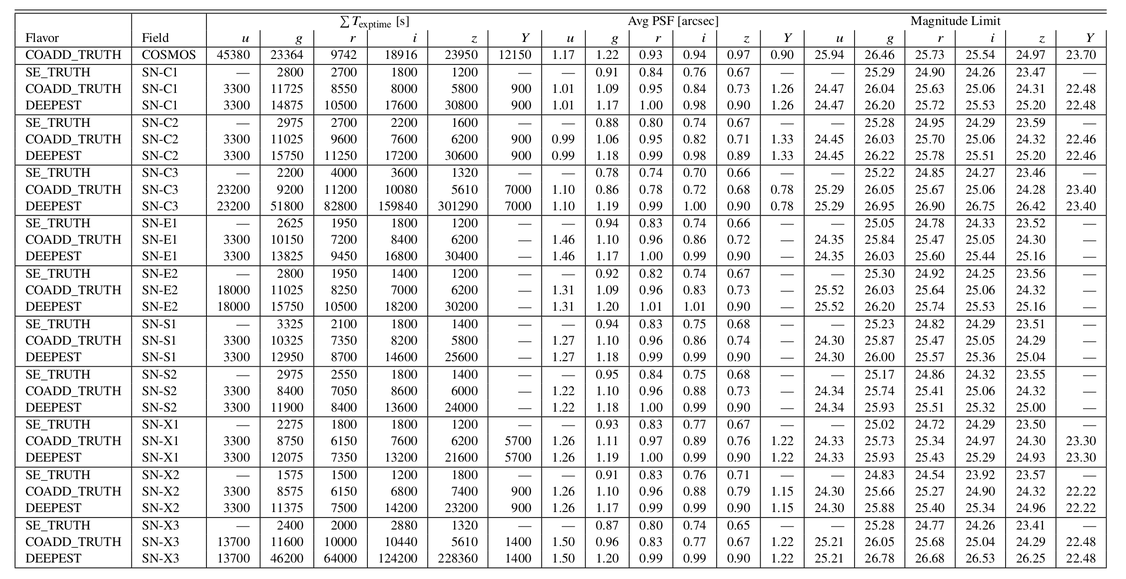 ∑ T_exptime [s] Avg PSF [arcsec] Magnitude Limit
Flavor Field u g r i z Y u g r i z Y u g r i z Y
COADD_TRUTH COSMOS 45380 23364 9742 18916 23950 12150 1.17 1.22 0.93 0.94 0.97 0.90 25.94 26.46 25.73 25.54 24.97 23.70
SE_TRUTH SN-C1 — 2800 2700 1800 1200 — — 0.91 0.84 0.76 0.67 — — 25.29 24.90 24.26 23.47 —
COADD_TRUTH SN-C1 3300 11725 8550 8000 5800 900 1.01 1.09 0.95 0.84 0.73 1.26 24.47 26.04 25.63 25.06 24.31 22.48
DEEPEST SN-C1 3300 14875 10500 17600 30800 900 1.01 1.17 1.00 0.98 0.90 1.26 24.47 26.20 25.72 25.53 25.20 22.48
SE_TRUTH SN-C2 — 2975 2700 2200 1600 — — 0.88 0.80 0.74 0.67 — — 25.28 24.95 24.29 23.59 —
COADD_TRUTH SN-C2 3300 11025 9600 7600 6200 900 0.99 1.06 0.95 0.82 0.71 1.33 24.45 26.03 25.70 25.06 24.32 22.46
DEEPEST SN-C2 3300 15750 11250 17200 30600 900 0.99 1.18 0.99 0.98 0.89 1.33 24.45 26.22 25.78 25.51 25.20 22.46
SE_TRUTH SN-C3 — 2200 4000 3600 1320 — — 0.78 0.74 0.70 0.66 — — 25.22 24.85 24.27 23.46 —
COADD_TRUTH SN-C3 23200 9200 11200 10080 5610 7000 1.10 0.86 0.78 0.72 0.68 0.78 25.29 26.05 25.67 25.06 24.28 23.40
DEEPEST SN-C3 23200 51800 82800 159840 301290 7000 1.10 1.19 0.99 1.00 0.90 0.78 25.29 26.95 26.90 26.75 26.42 23.40
SE_TRUTH SN-E1 — 2625 1950 1800 1200 — — 0.94 0.83 0.74 0.66 — — 25.05 24.78 24.33 23.52 —
COADD_TRUTH SN-E1 3300 10150 7200 8400 6200 — 1.46 1.10 0.96 0.86 0.72 — 24.35 25.84 25.47 25.05 24.30 —
DEEPEST SN-E1 3300 13825 9450 16800 30400 — 1.46 1.17 1.00 0.99 0.90 — 24.35 26.03 25.60 25.44 25.16 —
SE_TRUTH SN-E2 — 2800 1950 1400 1200 — — 0.92 0.82 0.74 0.67 — — 25.30 24.92 24.25 23.56 —
COADD_TRUTH SN-E2 18000 11025 8250 7000 6200 — 1.31 1.09 0.96 0.83 0.73 — 25.52 26.03 25.64 25.06 24.32 —
DEEPEST SN-E2 18000 15750 10500 18200 30200 — 1.31 1.20 1.01 1.01 0.90 — 25.52 26.20 25.74 25.53 25.16 —
SE_TRUTH SN-S1 — 3325 2100 1800 1400 — — 0.94 0.83 0.75 0.68 — — 25.23 24.82 24.29 23.51 —
COADD_TRUTH SN-S1 3300 10325 7350 8200 5800 — 1.27 1.10 0.96 0.86 0.74 — 24.30 25.87 25.47 25.05 24.29 —
DEEPEST SN-S1 3300 12950 8700 14600 25600 — 1.27 1.18 0.99 0.99 0.90 — 24.30 26.00 25.57 25.36 25.04 —
SE_TRUTH SN-S2 — 2975 2550 1800 1400 — — 0.95 0.84 0.75 0.68 — — 25.17 24.86 24.32 23.55 —
COADD_TRUTH SN-S2 3300 8400 7050 8600 6000 — 1.22 1.10 0.96 0.88 0.73 — 24.34 25.74 25.41 25.06 24.32 —
DEEPEST SN-S2 3300 11900 8400 13600 24000 — 1.22 1.18 1.00 0.99 0.90 — 24.34 25.93 25.51 25.32 25.00 —
SE_TRUTH SN-X1 — 2275 1800 1800 1200 — — 0.93 0.83 0.77 0.67 — — 25.02 24.72 24.29 23.50 —
COADD_TRUTH SN-X1 3300 8750 6150 7600 6200 5700 1.26 1.11 0.97 0.89 0.76 1.22 24.33 25.73 25.34 24.97 24.30 23.30
DEEPEST SN-X1 3300 12075 7350 13200 21600 5700 1.26 1.19 1.00 0.99 0.90 1.22 24.33 25.93 25.43 25.29 24.93 23.30
SE_TRUTH SN-X2 — 1575 1500 1200 1800 — — 0.91 0.83 0.76 0.71 — — 24.83 24.54 23.92 23.57 —
COADD_TRUTH SN-X2 3300 8575 6150 6800 7400 900 1.26 1.10 0.96 0.88 0.79 1.15 24.30 25.66 25.27 24.90 24.32 22.22
DEEPEST SN-X2 3300 11375 7500 14200 23200 900 1.26 1.17 0.99 0.99 0.90 1.15 24.30 25.88 25.40 25.34 24.96 22.22
SE_TRUTH SN-X3 — 2400 2000 2880 1320 — — 0.87 0.80 0.74 0.65 — — 25.28 24.77 24.26 23.41 —
COADD_TRUTH SN-X3 13700 11600 10000 10440 5610 1400 1.50 0.96 0.83 0.77 0.67 1.22 25.21 26.05 25.68 25.04 24.29 22.48
DEEPEST SN-X3 13700 46200 64000 124200 228360 1400 1.50 1.20 0.99 0.99 0.90 1.22 25.21 26.78 26.68 26.53 26.25 22.48